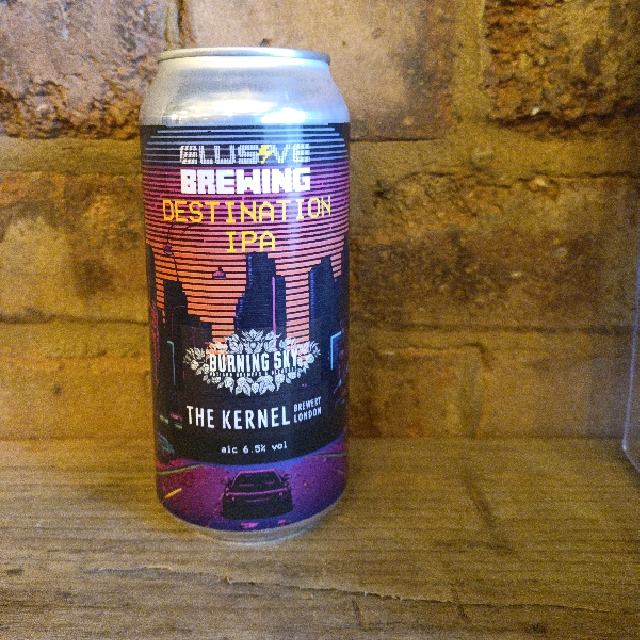 ELUSIVE
BREWING
DESTINATION
IPA
BURNING SKY
THE KERNEL BREWERY
LONDON
alc 6.5% vol